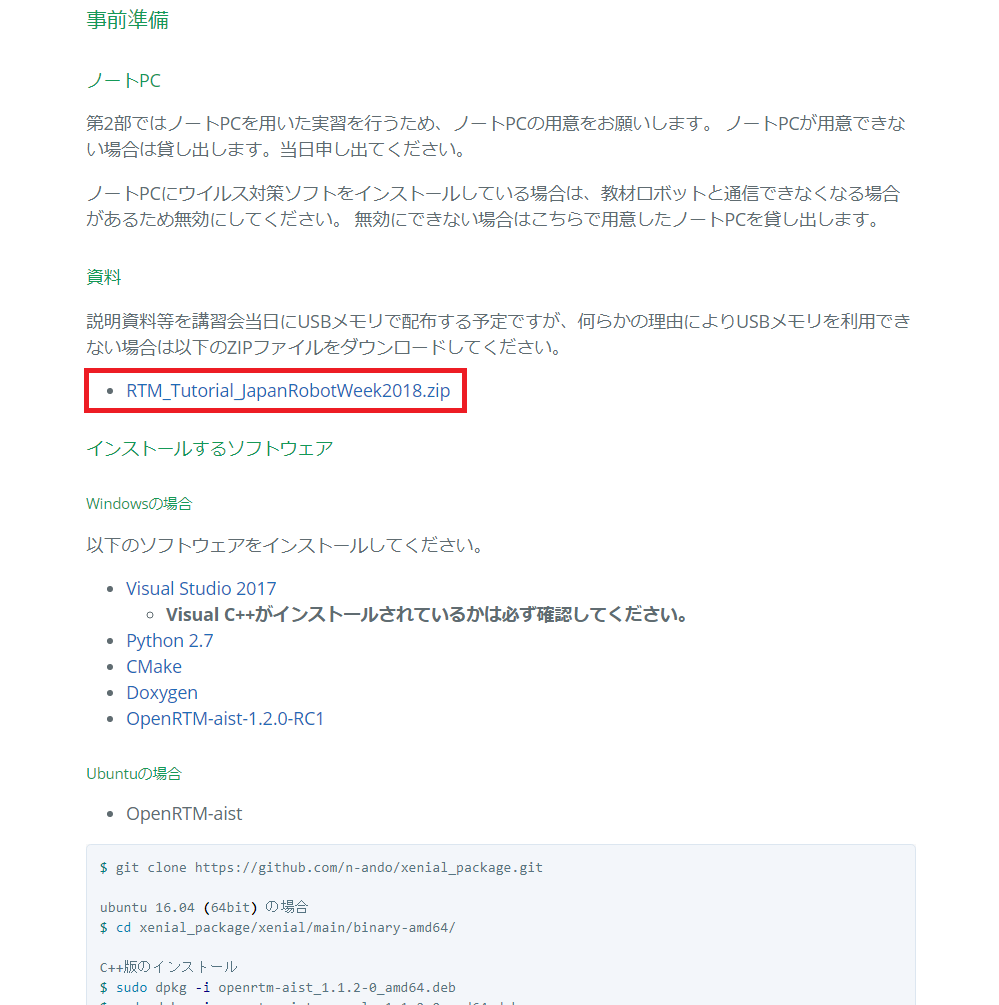 事前準備
ノートPC
第2部ではノートPCを用いた実習を行うため、ノートPCの用意をお願いします。 ノートPCが用意できな
い場合は貸し出します。当日申し出てください。
ノートPCにウイルス対策ソフトをインストールしている場合は、教材ロボットと通信できなくなる場合
があるため無効にしてください。 無効にできない場合はこちらで用意したノートPCを貸し出します。
資料
説明資料等を講習会当日にUSBメモリで配布する予定ですが、何らかの理由によりUSBメモリを利用でき
ない場合は以下のZIPファイルをダウンロードしてください。
• RTM_Tutorial_JapanRobotWeek2018.zip
インストールするソフトウェア
Windowsの場合
以下のソフトウェアをインストールしてください。
• Visual Studio 2017
◦ Visual C++がインストールされているかは必ず確認してください。
• Python 2.7
• CMake
• Doxygen
• OpenRTM-aist-1.2.0-RC1
Ubuntuの場合
• OpenRTM-aist
$ git clone https://github.com/n-ando/xenial_package.git
ubuntu 16.04 (64bit) の場合
$ cd xenial_package/xenial/main/binary-amd64/
C++版のインストール
$ sudo dpkg -i openrtm-aist_1.1.2-0_amd64.deb